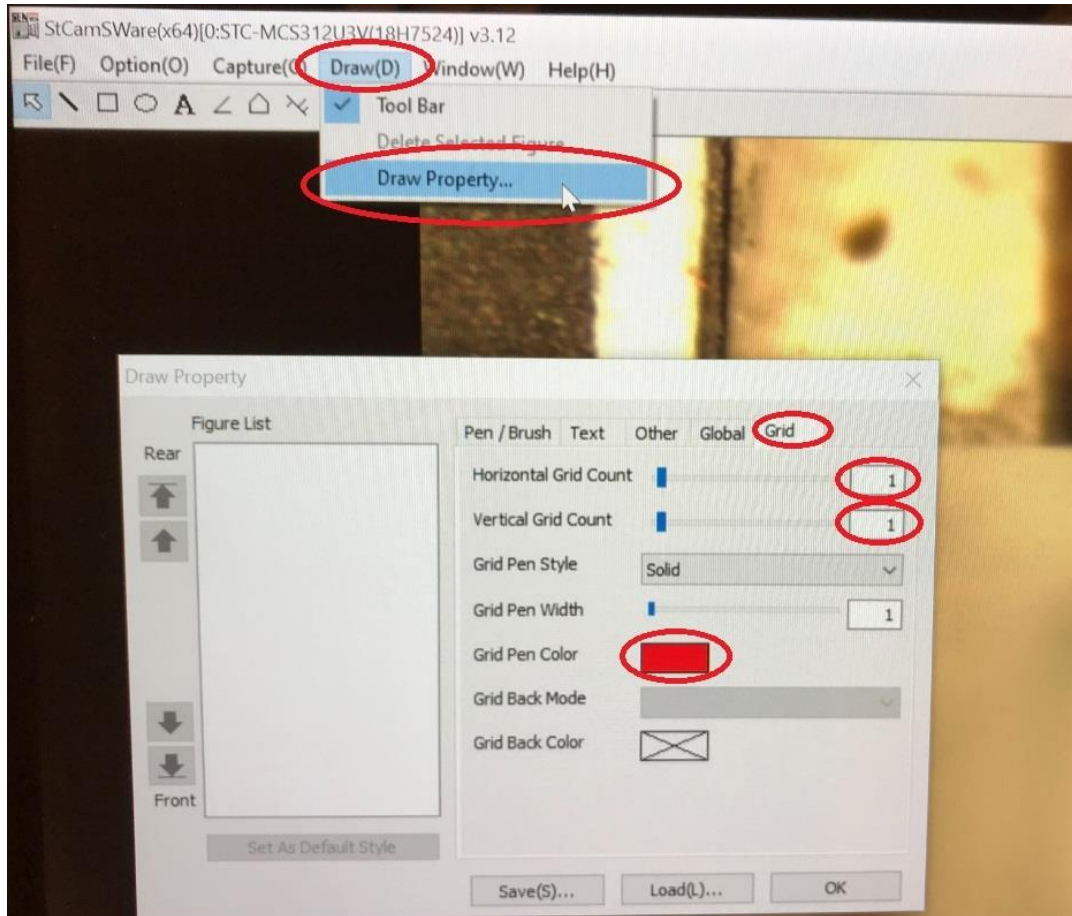 StCamSWare(x64)[0:STC-MCS312U3V(18H7524)] v3.12
File(F) Option(O) Capture(C) Draw(D) Window(W) Help(H)
A
Tool Bar
Delete Selected Figure
Draw Property...
Draw Property
Figure List
Rear
Front
Set As Default Style
Pen / Brush Text Other Global Grid
Horizontal Grid Count 1
Vertical Grid Count 1
Grid Pen Style Solid
Grid Pen Width 1
Grid Pen Color
Grid Back Mode
Grid Back Color
Save(S)... Load(L)... OK